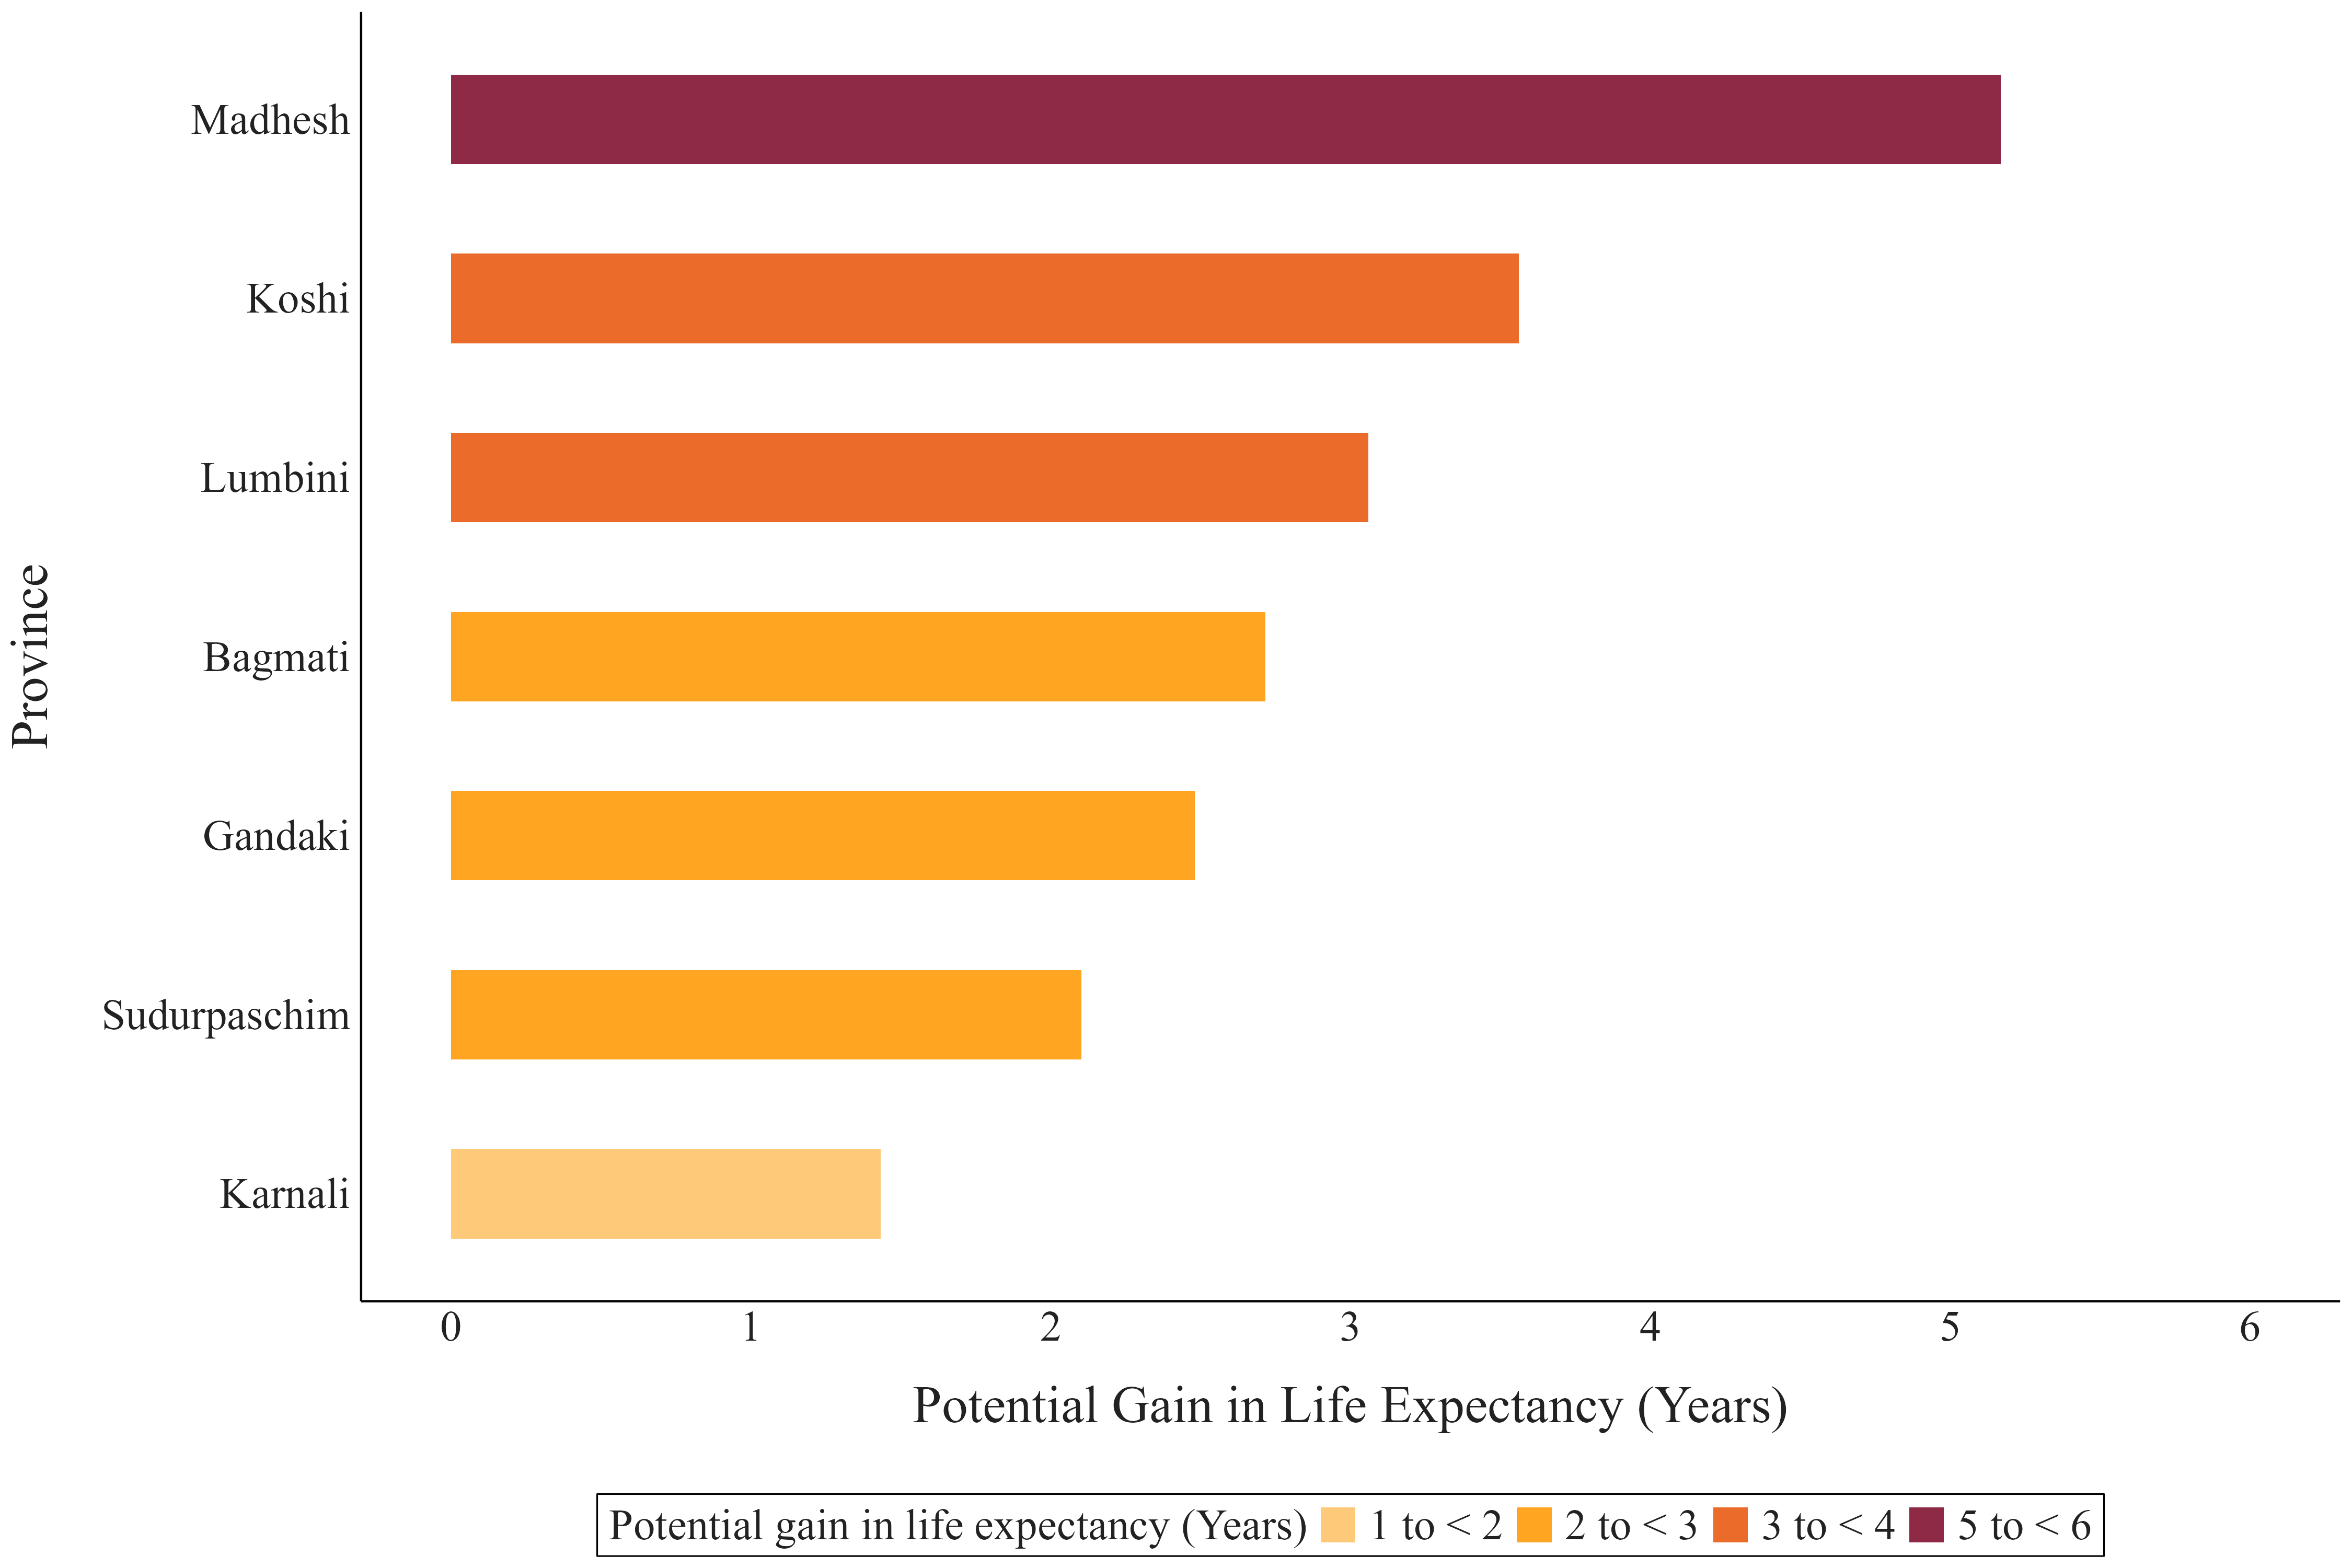 Madhesh
Koshi
Lumbini
Bagmati
Gandaki
Sudurpaschim
Karnali
Province
0 1 2 3 4 5 6
Potential Gain in Life Expectancy (Years)
Potential gain in life expectancy (Years) 1 to < 2 2 to < 3 3 to < 4 5 to < 6